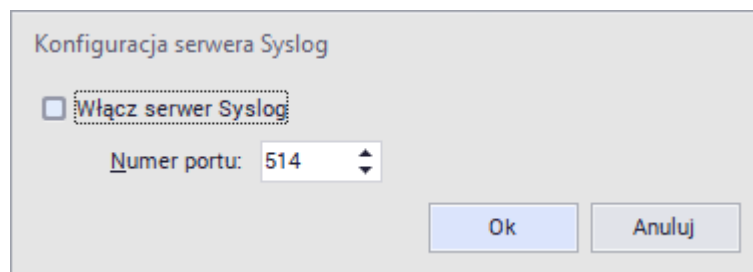 Konfiguracja serwera Syslog
Włącz serwer Syslog
Numer portu: 514
Ok Anuluj